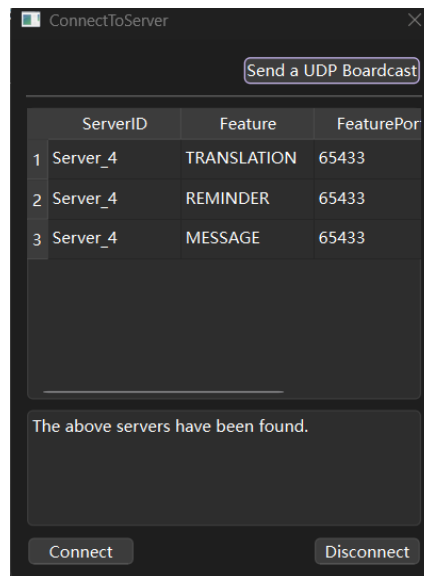 ConnectToServer
Send a UDP Boardcast
ServerID Feature FeaturePor
1 Server_4 TRANSLATION 65433
2 Server_4 REMINDER 65433
3 Server_4 MESSAGE 65433
The above servers have been found.
Connect Disconnect